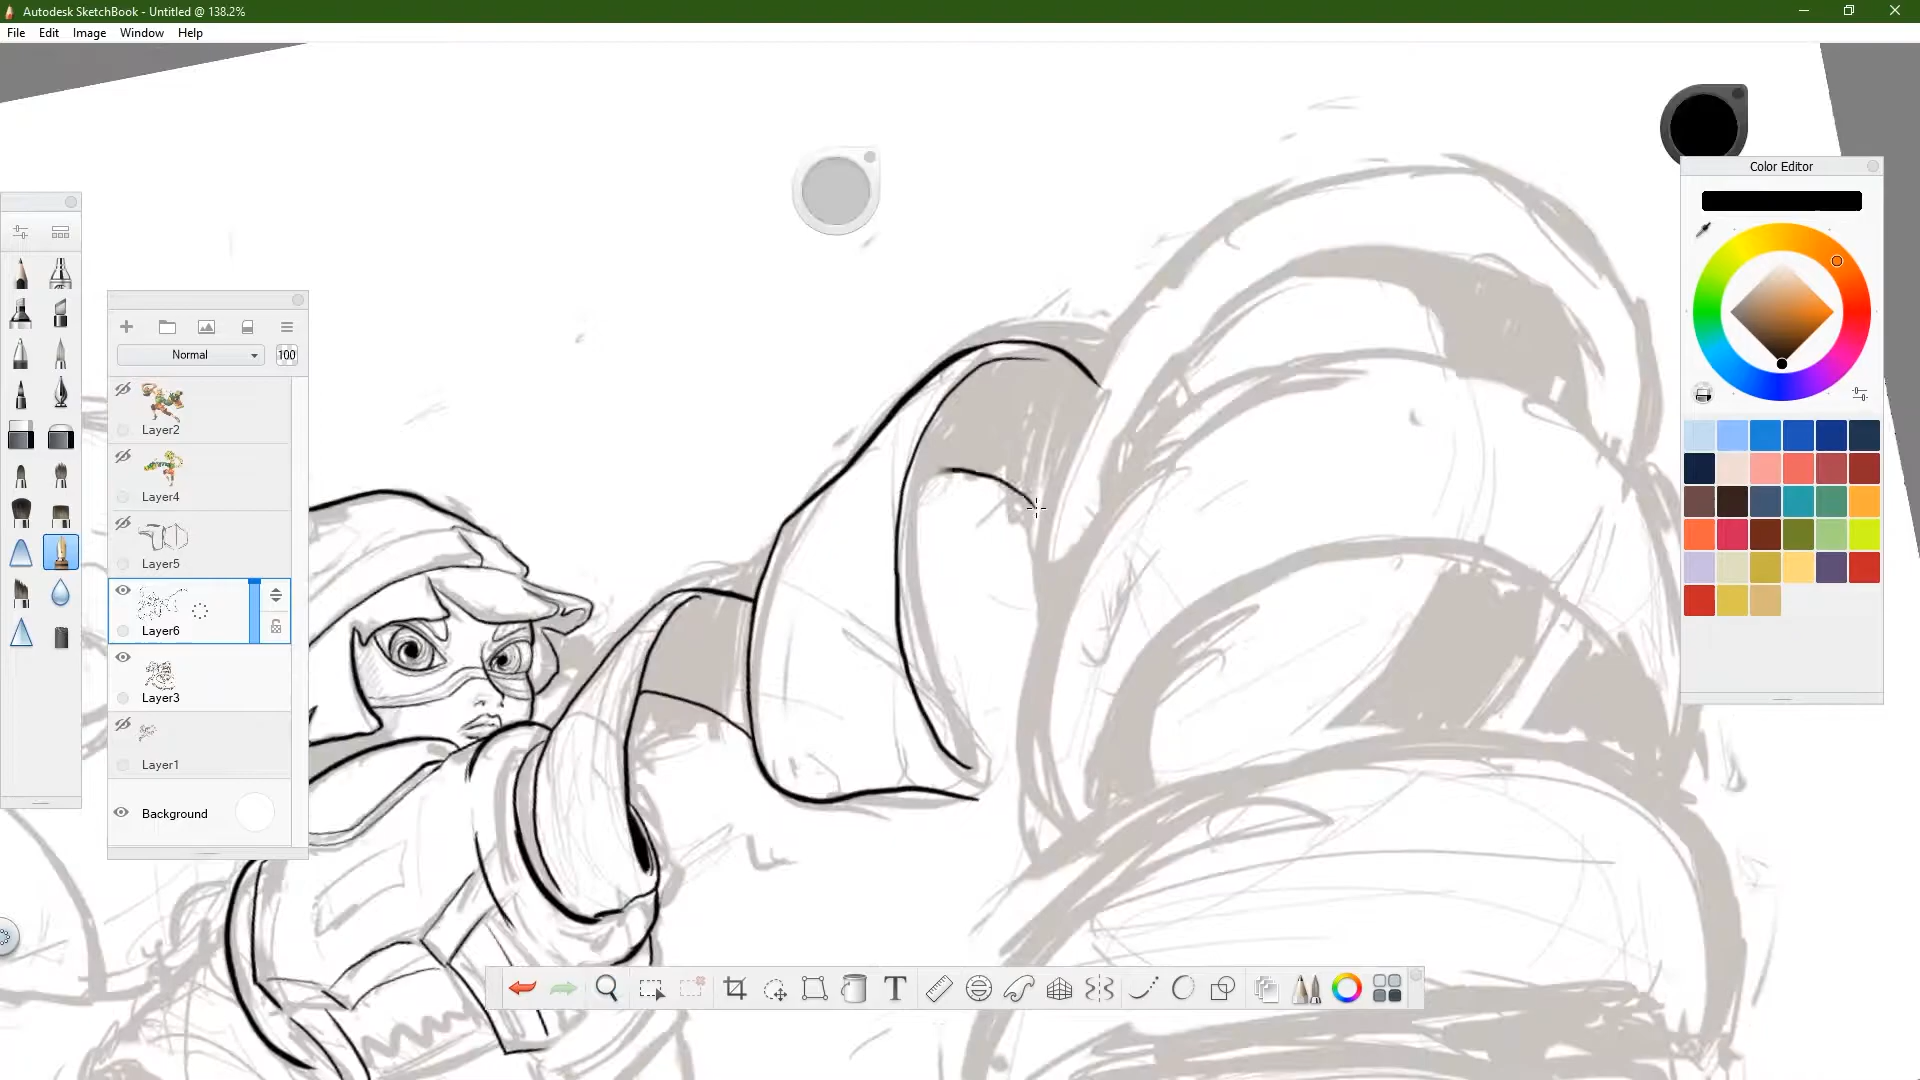 Autodesk SketchBook - Untitled @ 138.2%
File Edit Image Window Help
Color Editor
Normal 100
Layer2
Layer4
Layer5
Layer6
Layer3
Layer1
Background
T